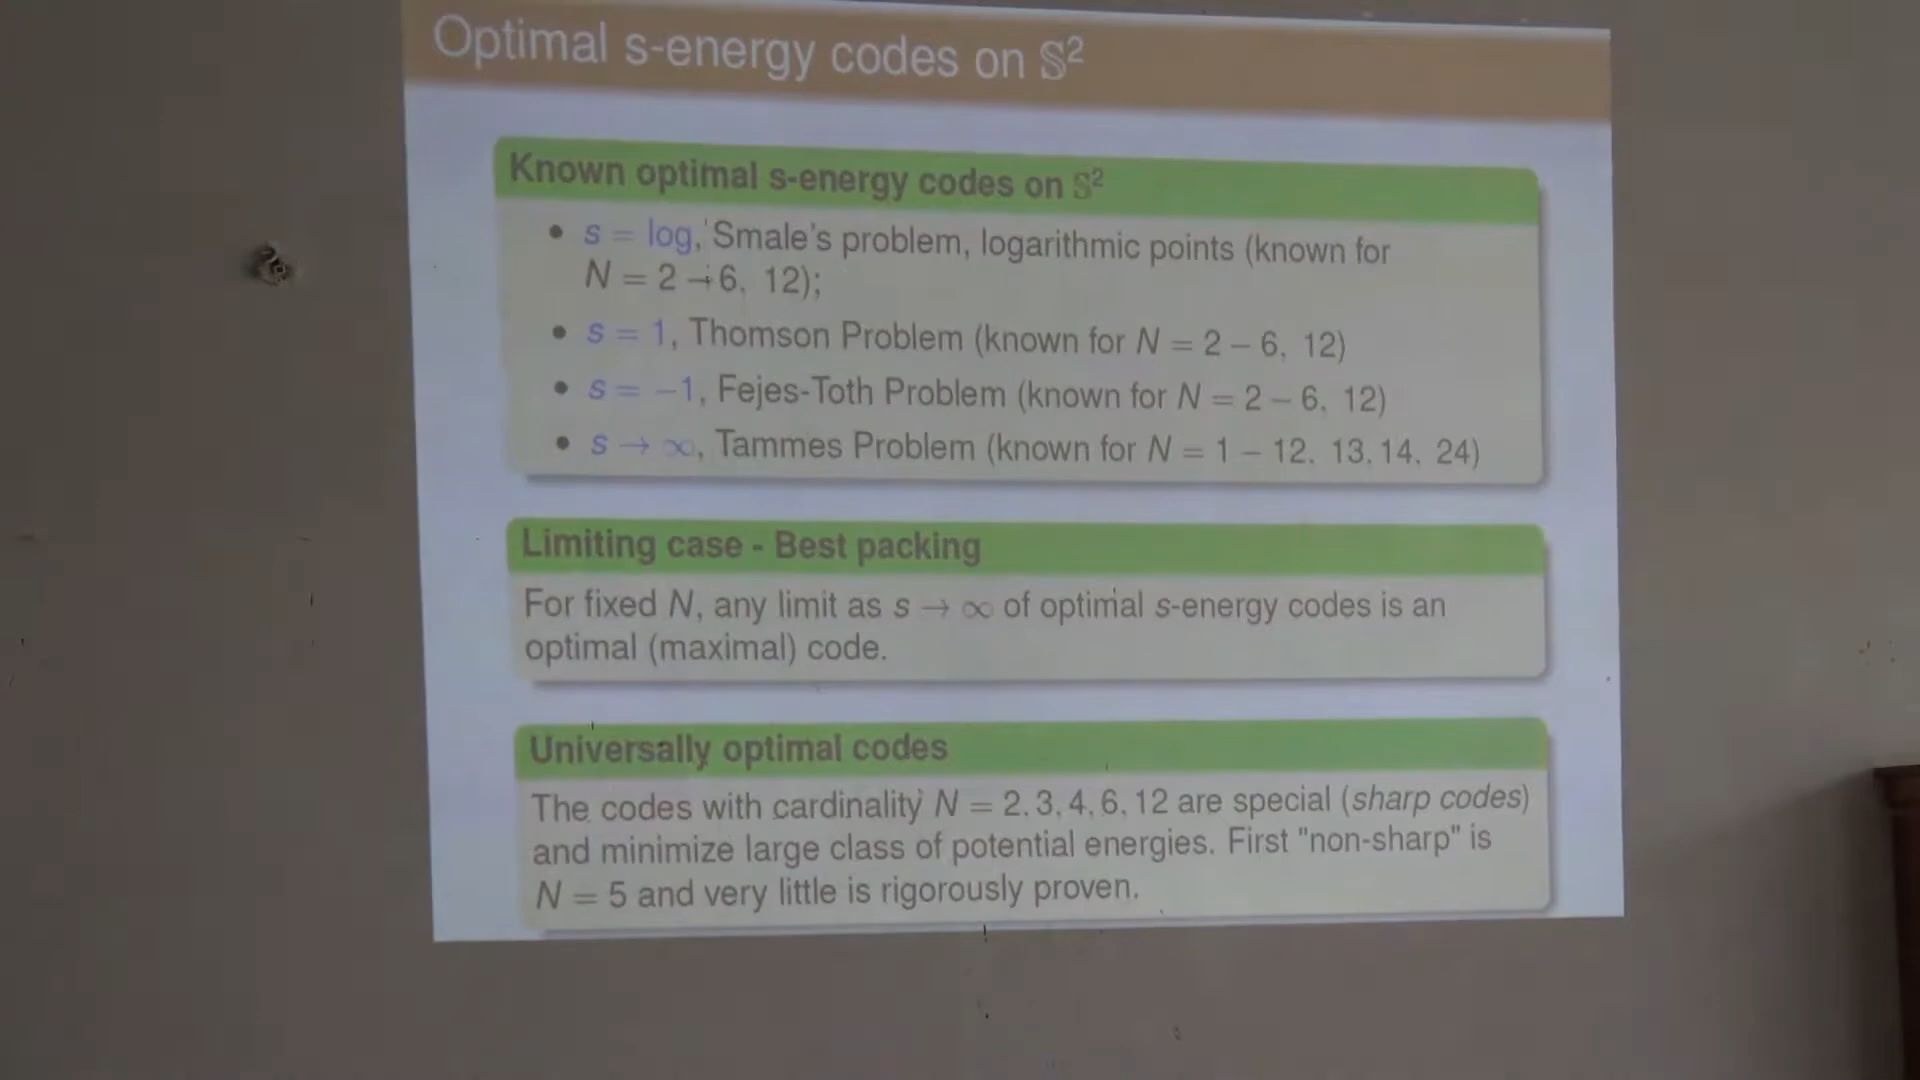 Optimal s-energy codes on 𝕊²
Known optimal s-energy codes on 𝕊²
• s = log, Smale's problem, logarithmic points (known for
N = 2 – 6, 12);
• s = 1, Thomson Problem (known for N = 2 – 6, 12)
• s = −1, Fejes-Toth Problem (known for N = 2 – 6, 12)
• s → ∞, Tammes Problem (known for N = 1 – 12, 13, 14, 24)
Limiting case - Best packing
For fixed N, any limit as s → ∞ of optimal s-energy codes is an
optimal (maximal) code.
Universally optimal codes
The codes with cardinality N = 2, 3, 4, 6, 12 are special (sharp codes)
and minimize large class of potential energies. First "non-sharp" is
N = 5 and very little is rigorously proven.